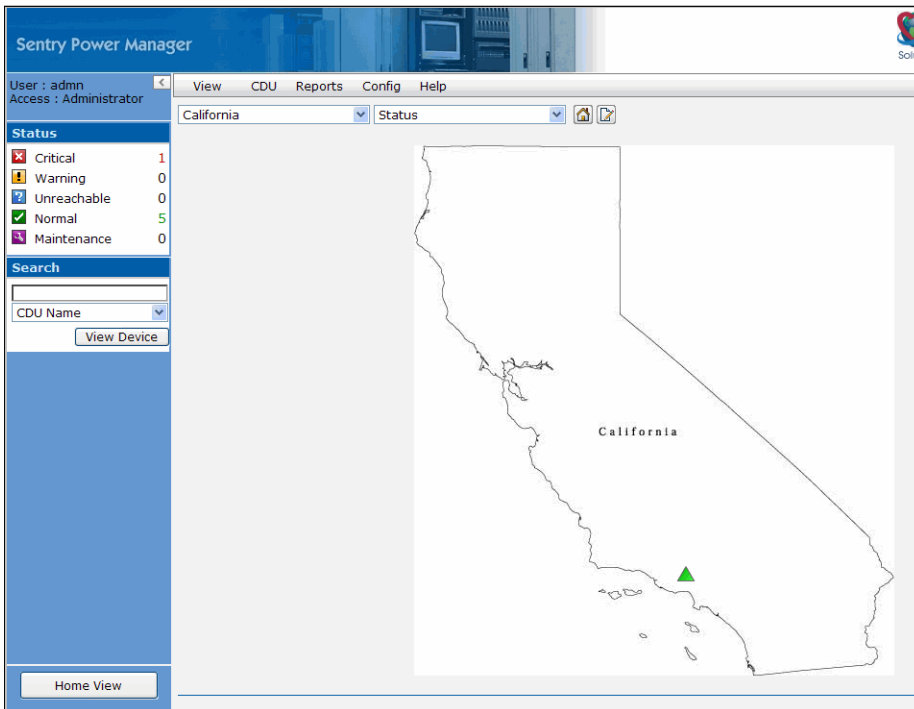 Sentry Power Manager
User : admn
Access : Administrator
View CDU Reports Config Help
California Status
Status
Critical 1
Warning 0
Unreachable 0
Normal 5
Maintenance 0
Search
CDU Name
View Device
California
Home View